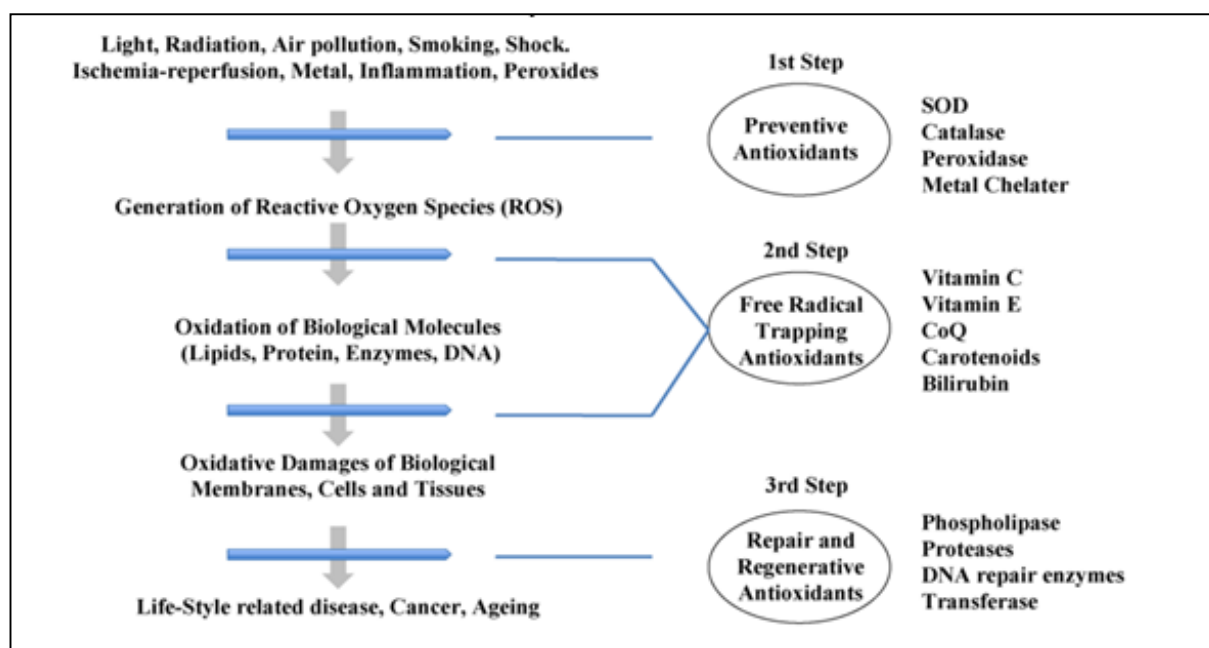 Light, Radiation, Air pollution, Smoking, Shock.
Ischemia-reperfusion, Metal, Inflammation, Peroxides
1st Step
Preventive
Antioxidants
SOD
Catalase
Peroxidase
Metal Chelater
Generation of Reactive Oxygen Species (ROS)
2nd Step
Free Radical
Trapping
Antioxidants
Vitamin C
Vitamin E
CoQ
Carotenoids
Bilirubin
Oxidation of Biological Molecules
(Lipids, Protein, Enzymes, DNA)
Oxidative Damages of Biological
Membranes, Cells and Tissues
3rd Step
Repair and
Regenerative
Antioxidants
Phospholipase
Proteases
DNA repair enzymes
Transferase
Life-Style related disease, Cancer, Ageing